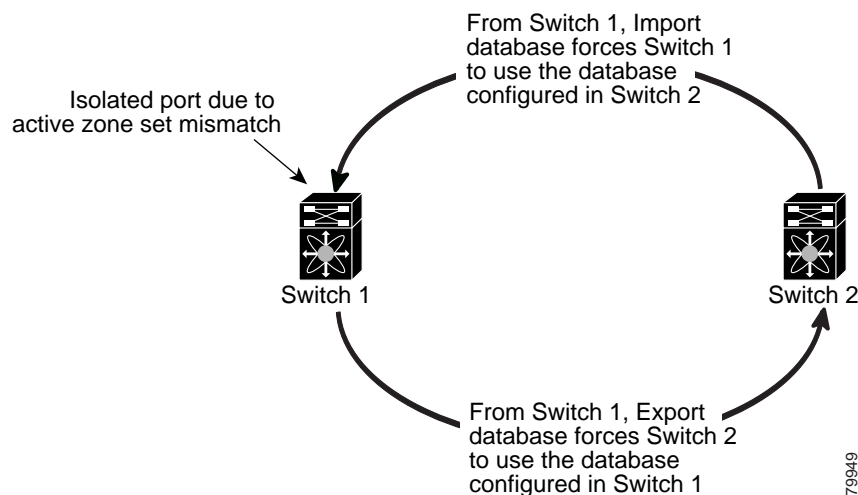 From Switch 1, Import
database forces Switch 1
to use the database
configured in Switch 2
Isolated port due to
active zone set mismatch
Switch 1
Switch 2
From Switch 1, Export
database forces Switch 2
to use the database
configured in Switch 1
79949